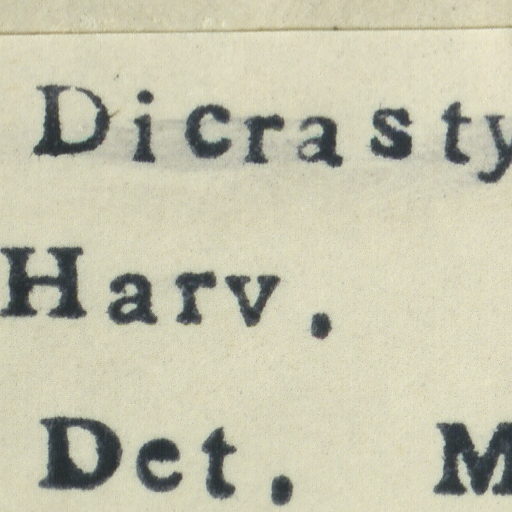 Dicrasty
Harv.
Det. M